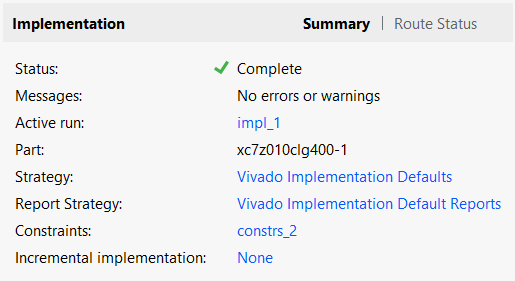 Implementation Summary | Route Status
Status: Complete
Messages: No errors or warnings
Active run: impl_1
Part: xc7z010clg400-1
Strategy: Vivado Implementation Defaults
Report Strategy: Vivado Implementation Default Reports
Constraints: constrs_2
Incremental implementation: None